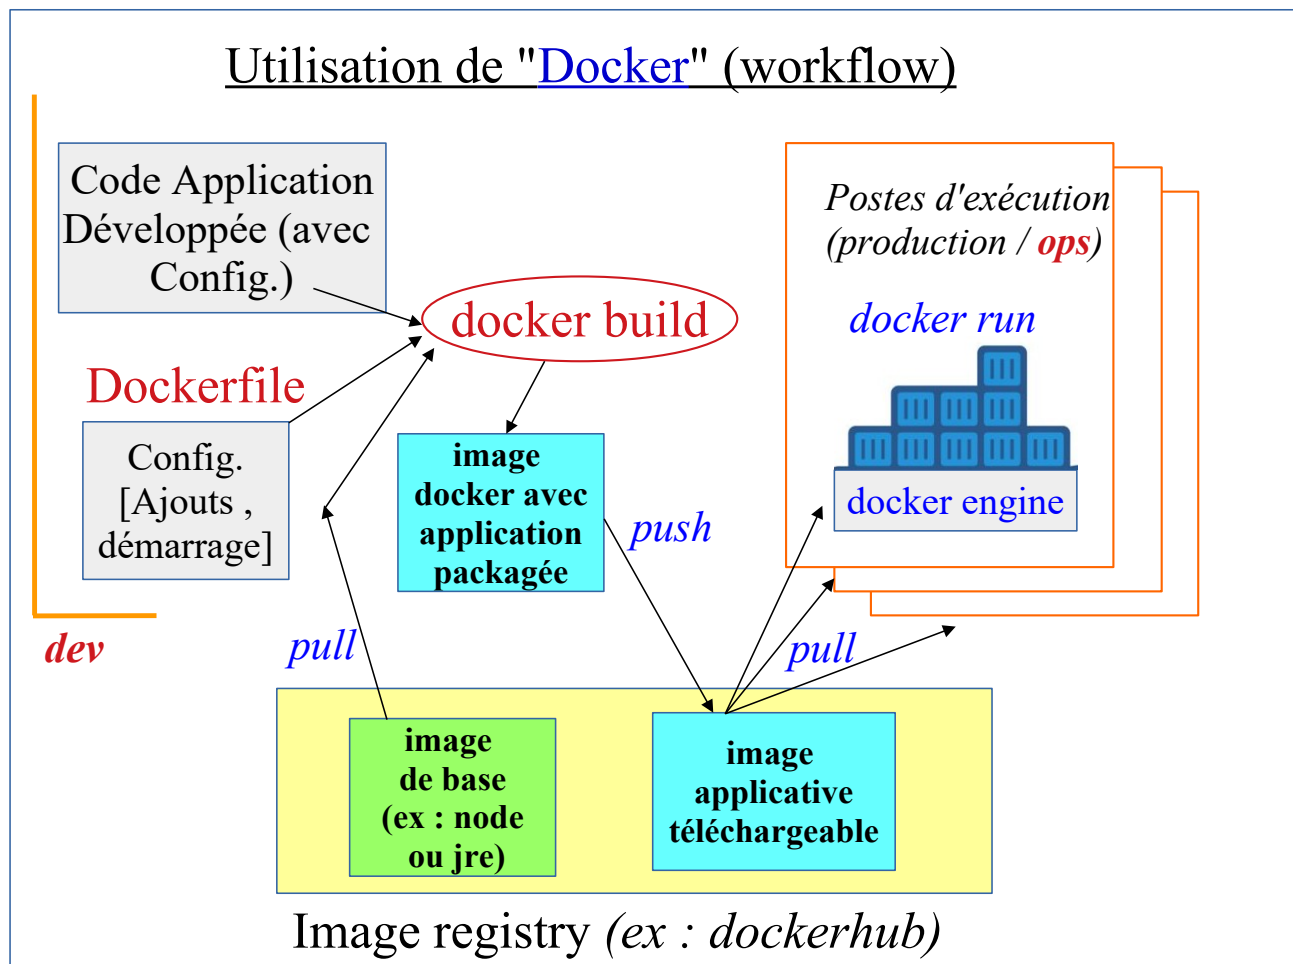 Utilisation de "Docker" (workflow)
Code Application
Développée (avec
Config.)
Dockerfile
Config.
[Ajouts ,
démarrage]
dev
docker build
image
docker avec
application
packagée
push
pull
Postes d'exécution
(production / ops)
docker run
docker engine
pull
image
de base
(ex : node
ou jre)
image
applicative
téléchargeable
Image registry (ex : dockerhub)